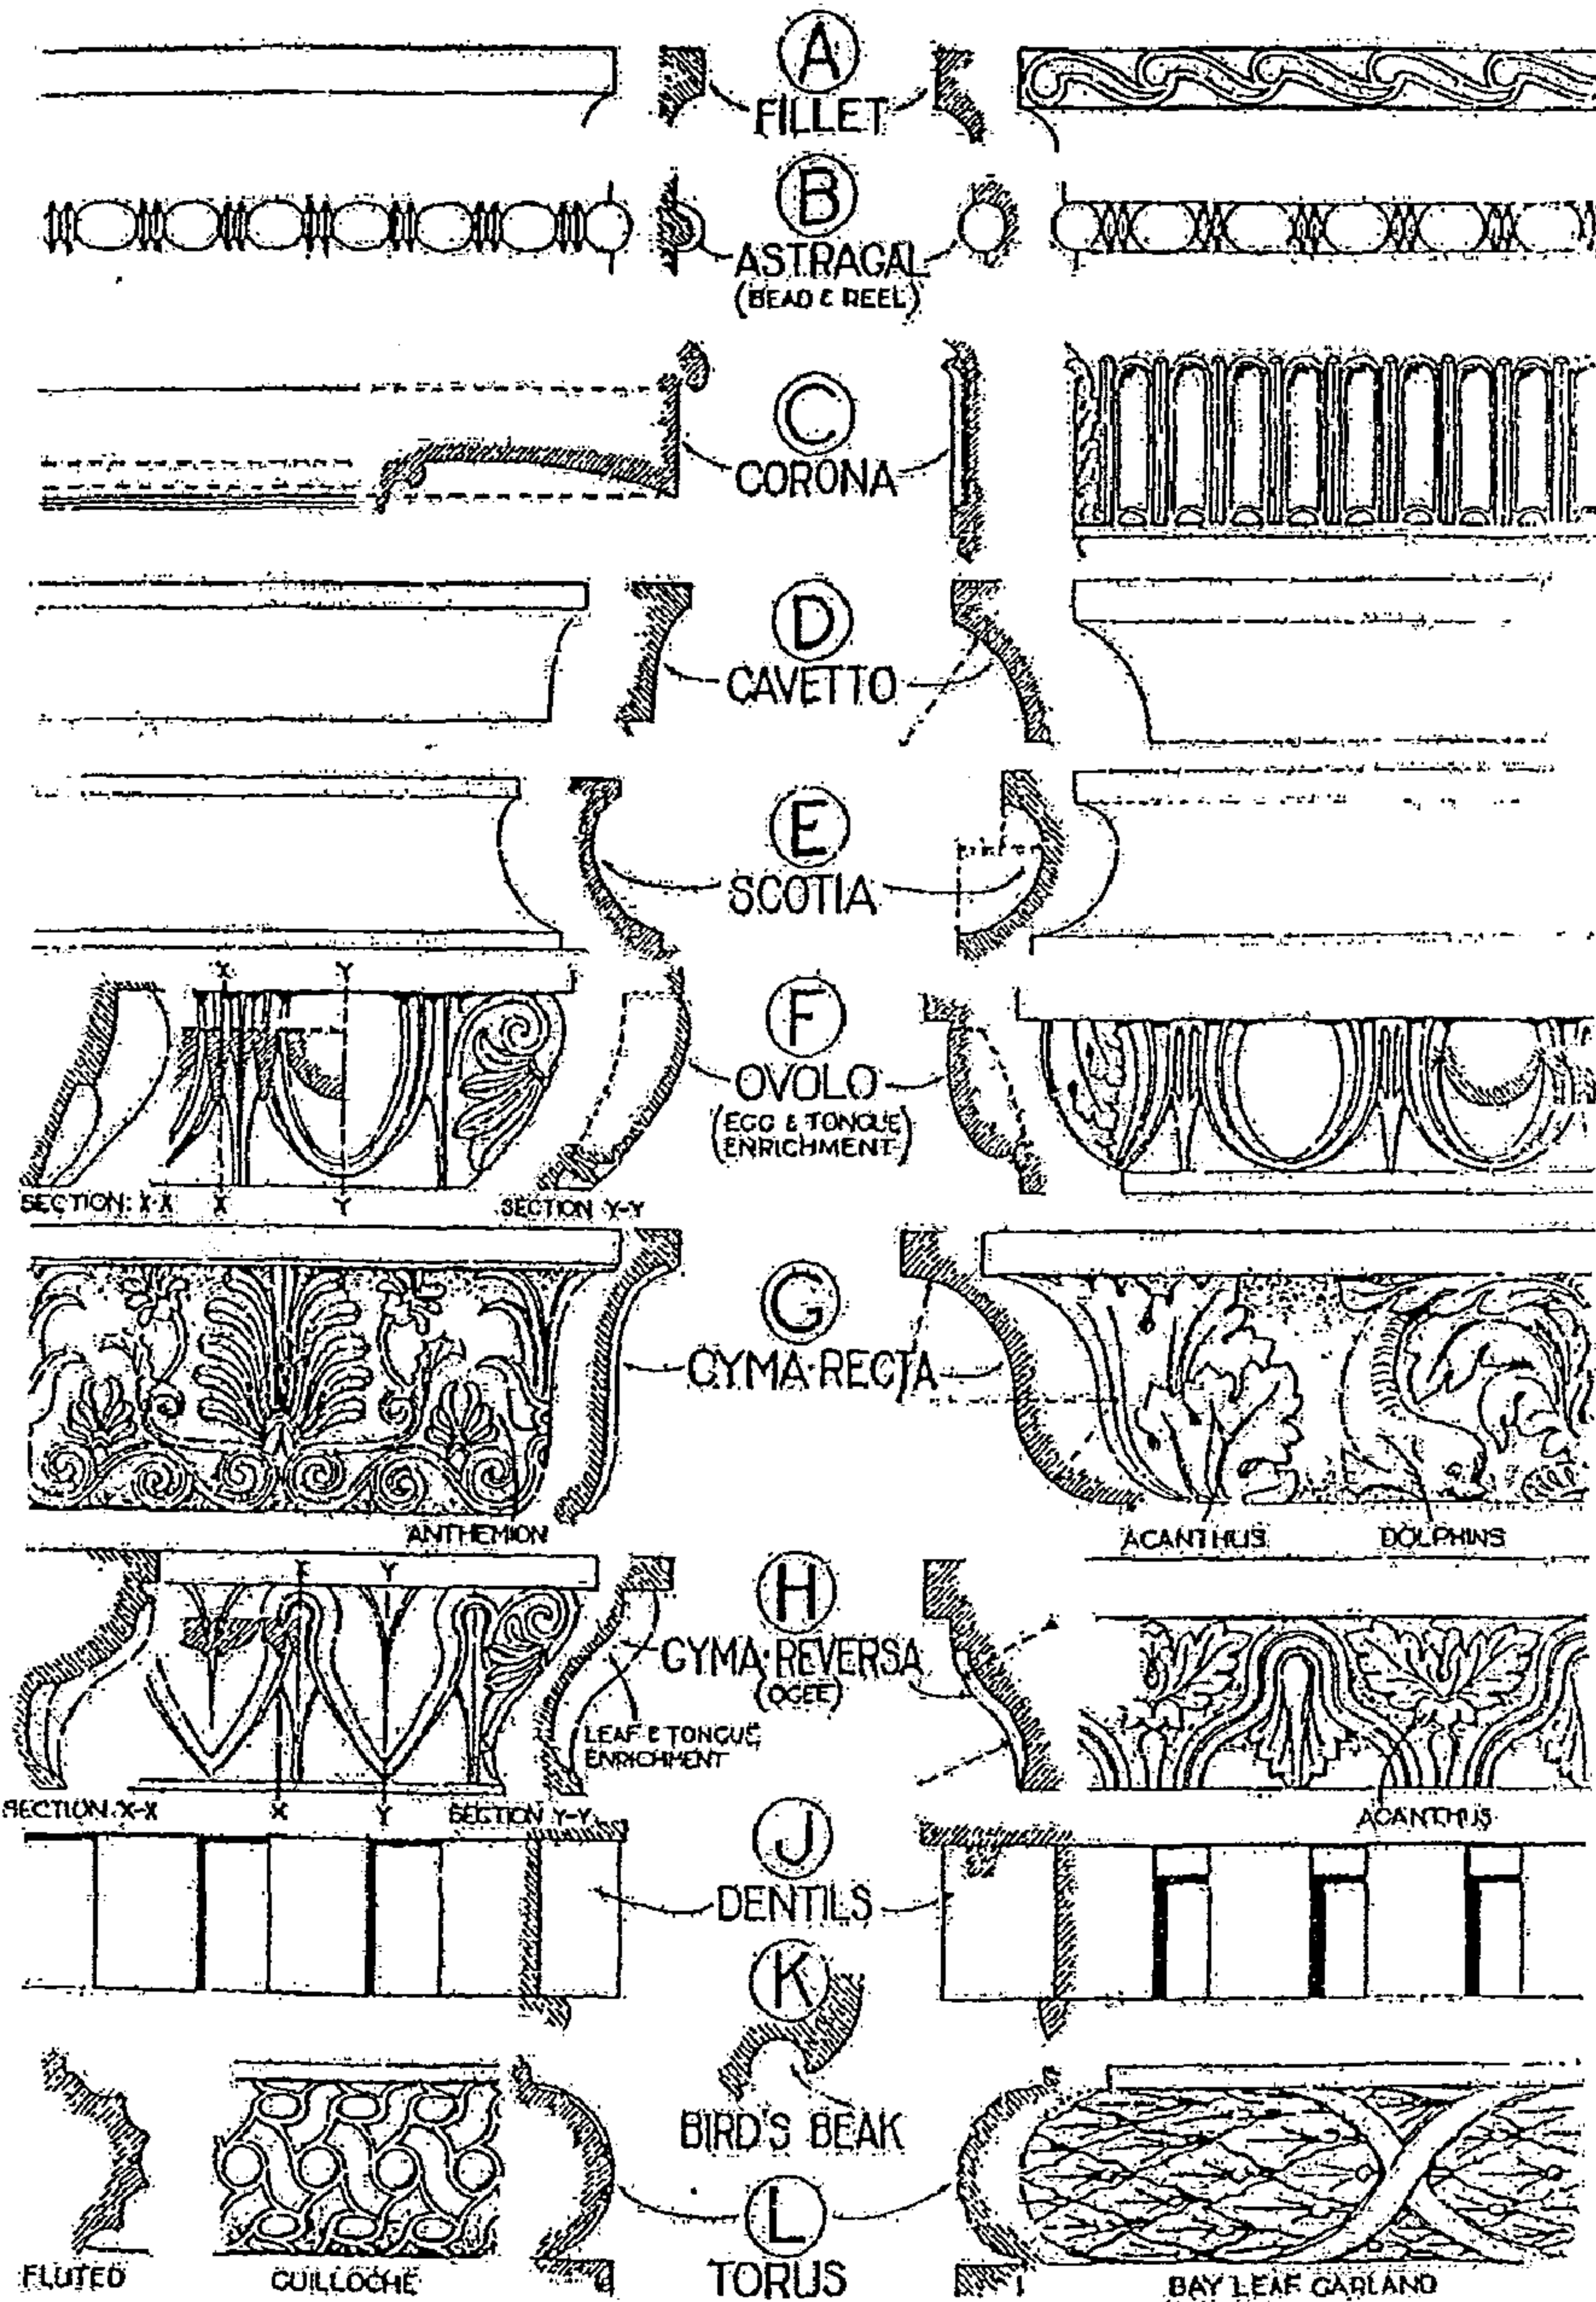 A
FILLET
B
ASTRAGAL
(BEAD & REEL)
C
CORONA
D
CAVETTO
E
SCOTIA
X Y
F
OVOLO
(EGG & TONGUE)
ENRICHMENT
SECTION: X-X X Y SECTION Y-Y
G
CYMA·RECTA
ANTHEMION
ACANTHUS
DOLPHINS
X Y
H
CYMA·REVERSA
(OGEE)
LEAF & TONGUE
ENRICHMENT
SECTION X-X X Y SECTION Y-Y
ACANTHUS
J
DENTILS
K
BIRD'S BEAK
L
TORUS
FLUTED
GUILLOCHE
BAY LEAF GARLAND